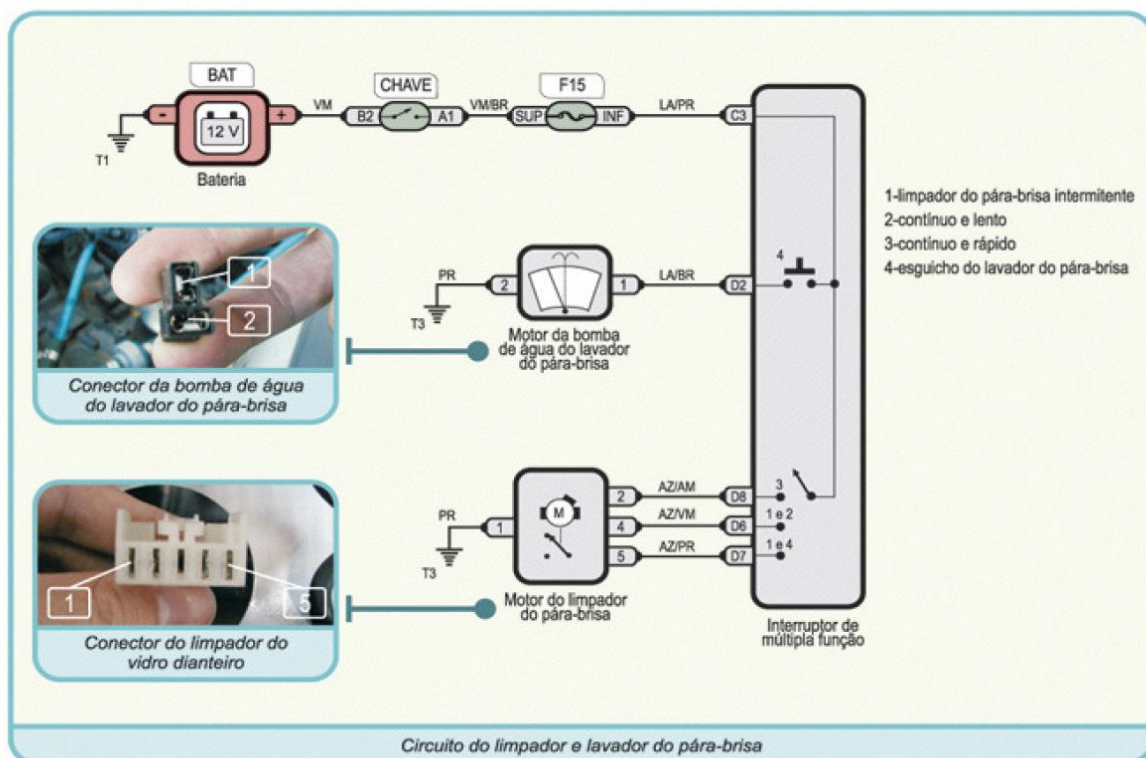 BAT
CHAVE
F15
VM
VM/BR
LA/PR
-
+
B2
A1
SUP
INF
C3
12 V
T1
Bateria
1-limpador do pára-brisa intermitente
2-contínuo e lento
3-contínuo e rápido
4-esguicho do lavador do pára-brisa
1
2
Conector da bomba de água
do lavador do pára-brisa
PR
2
1
LA/BR
D2
4
T3
Motor da bomba
de água do lavador
do pára-brisa
1
5
Conector do limpador do
vidro dianteiro
PR
1
M
2
AZ/AM
D8
3
4
AZ/VM
D6
1 e 2
5
AZ/PR
D7
1 e 4
T3
Motor do limpador
do pára-brisa
Interruptor de
múltipla função
Circuito do limpador e lavador do pára-brisa